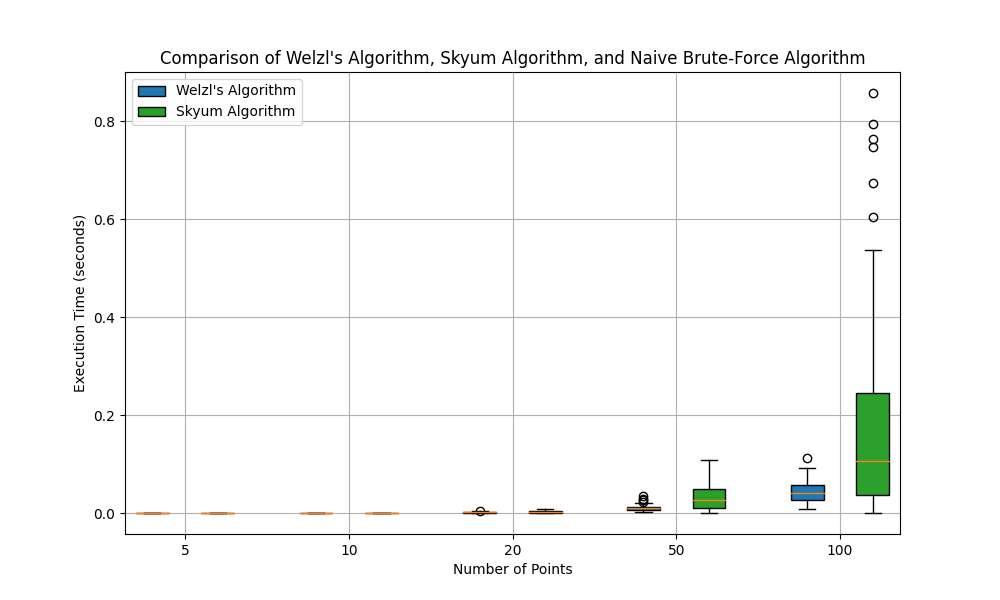 Comparison of Welzl's Algorithm, Skyum Algorithm, and Naive Brute-Force Algorithm
Welzl's Algorithm
Skyum Algorithm
Execution Time (seconds)
0.8
0.6
0.4
0.2
0.0
5 10 20 50 100
Number of Points